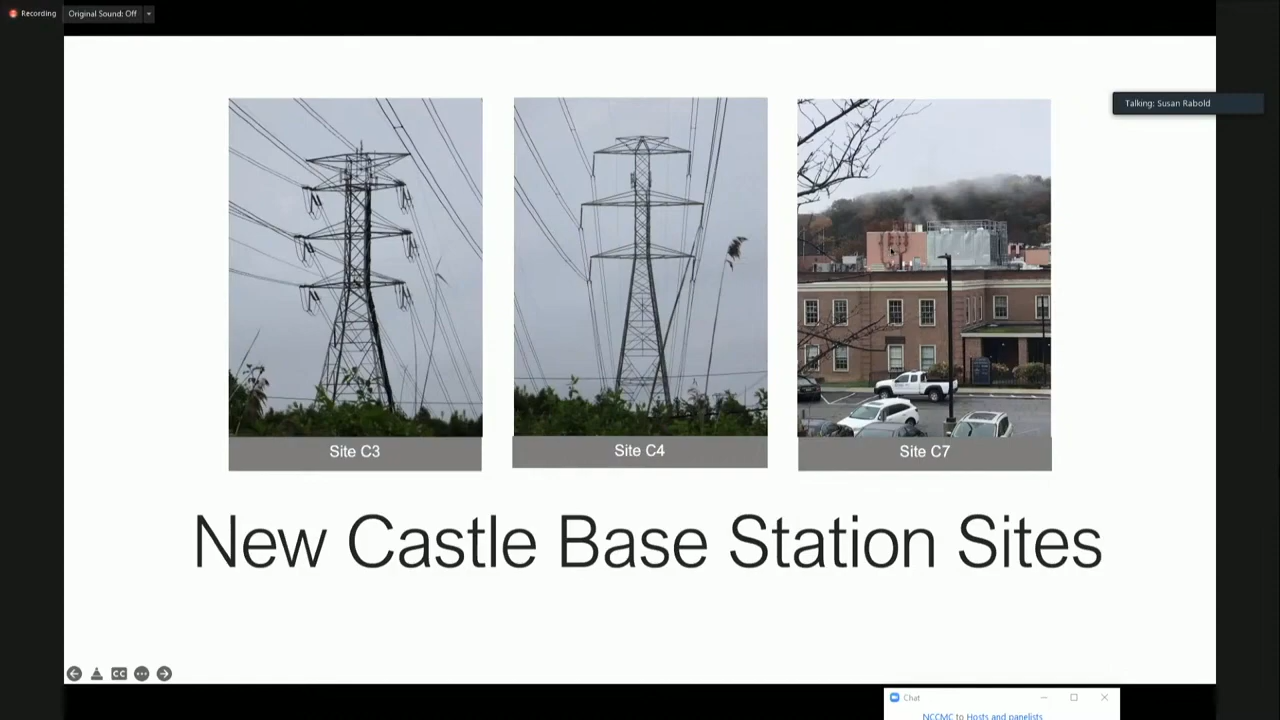 Recording
Original Sound: Off
Talking: Susan Rabold
Site C3
Site C4
Site C7
New Castle Base Station Sites
CC
Chat
NCCMC to Hosts and panelists